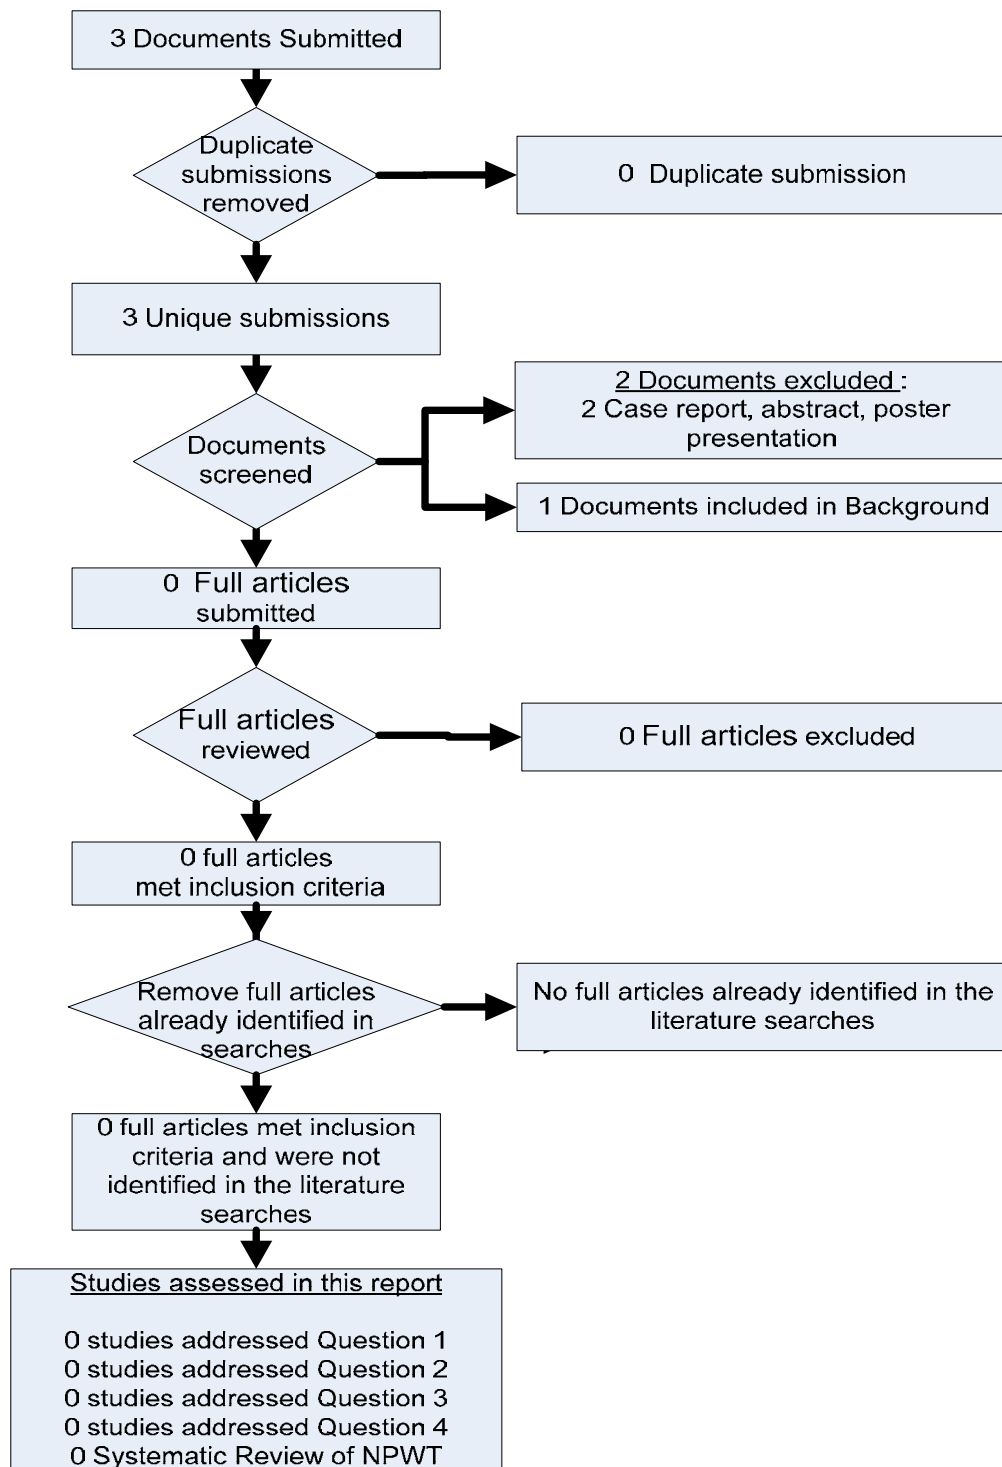 3 Documents Submitted
Duplicate
submissions
removed
0 Duplicate submission
3 Unique submissions
Documents
screened
2 Documents excluded :
2 Case report, abstract, poster
presentation
1 Documents included in Background
0 Full articles
submitted
Full articles
reviewed
0 Full articles excluded
0 full articles
met inclusion criteria
Remove full articles
already identified in
searches
No full articles already identified in the
literature searches
0 full articles met inclusion
criteria and were not
identified in the literature
searches
Studies assessed in this report
0 studies addressed Question 1
0 studies addressed Question 2
0 studies addressed Question 3
0 studies addressed Question 4
0 Systematic Review of NPWT